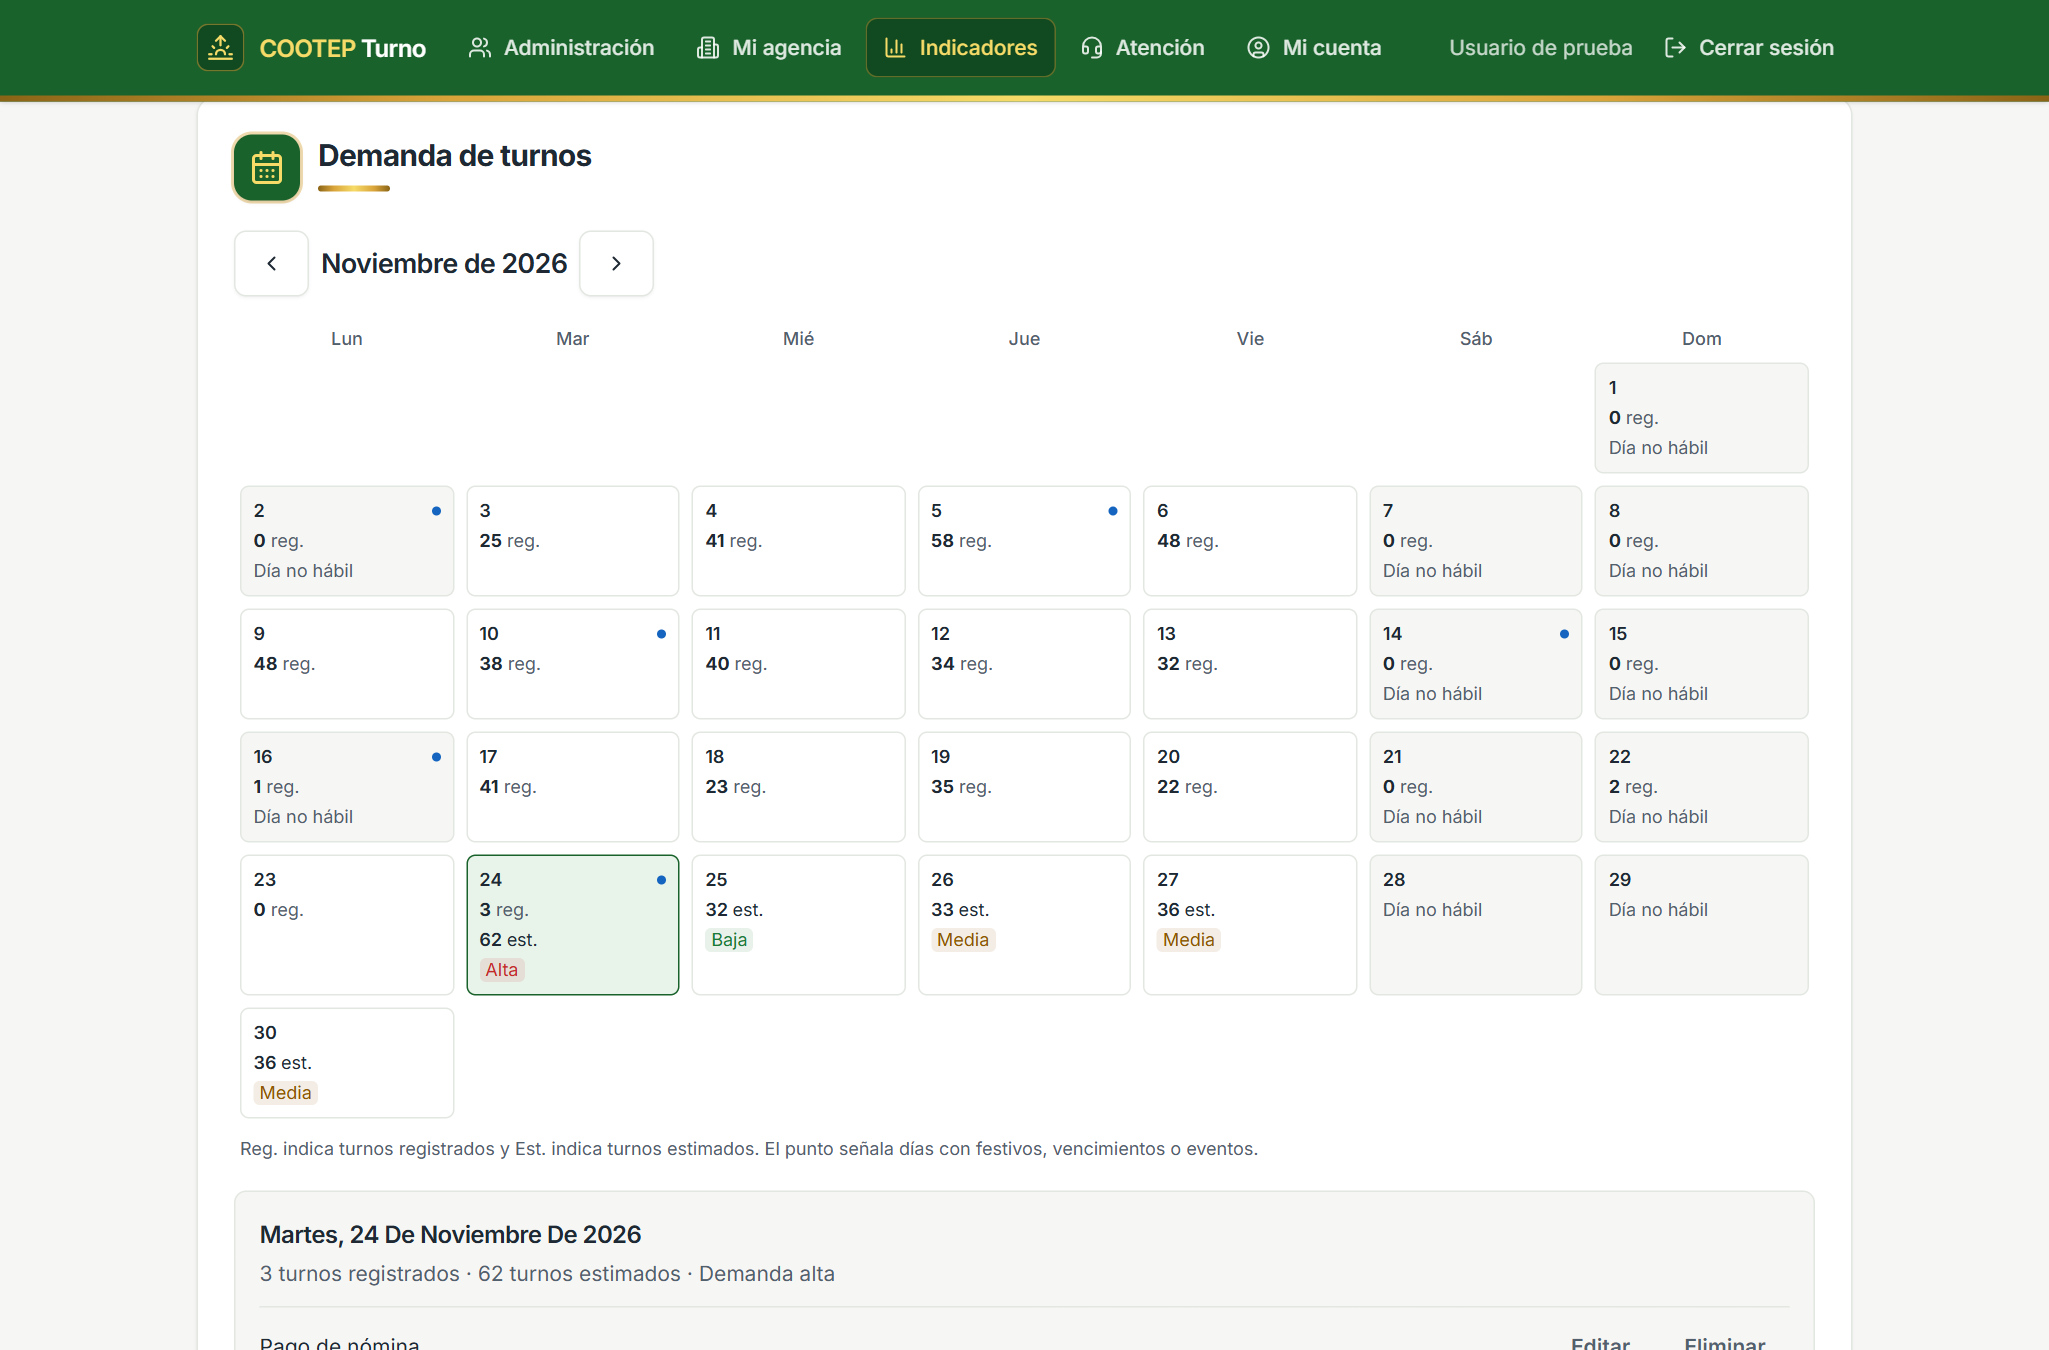 COOTEP Turno Administración Mi agencia Indicadores Atención Mi cuenta Usuario de prueba Cerrar sesión
Demanda de turnos
Noviembre de 2026
Lun Mar Mié Jue Vie Sáb Dom
1
0 reg.
Día no hábil
2
0 reg.
Día no hábil
3
25 reg.
4
41 reg.
5
58 reg.
6
48 reg.
7
0 reg.
Día no hábil
8
0 reg.
Día no hábil
9
48 reg.
10
38 reg.
11
40 reg.
12
34 reg.
13
32 reg.
14
0 reg.
Día no hábil
15
0 reg.
Día no hábil
16
1 reg.
Día no hábil
17
41 reg.
18
23 reg.
19
35 reg.
20
22 reg.
21
0 reg.
Día no hábil
22
2 reg.
Día no hábil
23
0 reg.
24
3 reg.
62 est.
Alta
25
32 est.
Baja
26
33 est.
Media
27
36 est.
Media
28
Día no hábil
29
Día no hábil
30
36 est.
Media
Reg. indica turnos registrados y Est. indica turnos estimados. El punto señala días con festivos, vencimientos o eventos.
Martes, 24 De Noviembre De 2026
3 turnos registrados · 62 turnos estimados · Demanda alta
Pago de nómina Editar Eliminar